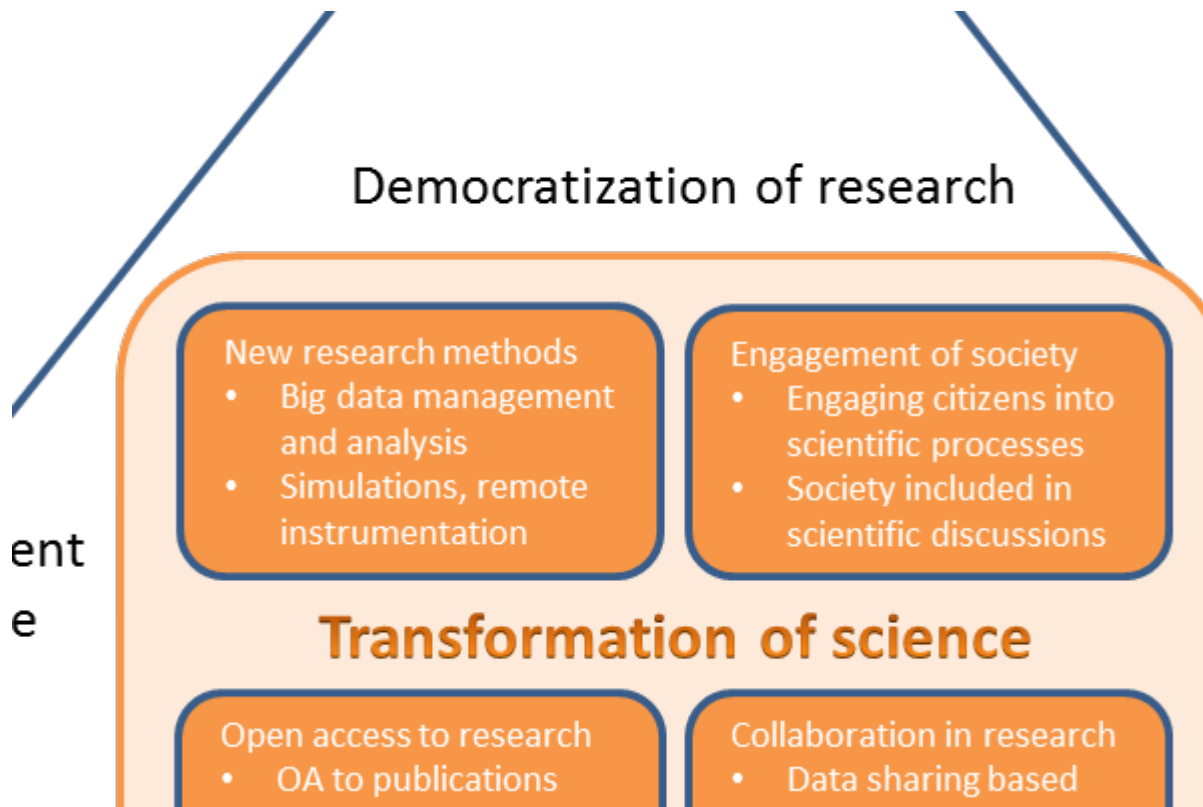 Democratization of research
New research methods
• Big data management
and analysis
• Simulations, remote
instrumentation
Engagement of society
• Engaging citizens into
scientific processes
• Society included in
scientific discussions
ent
e
Transformation of science
Open access to research
• OA to publications
Collaboration in research
• Data sharing based